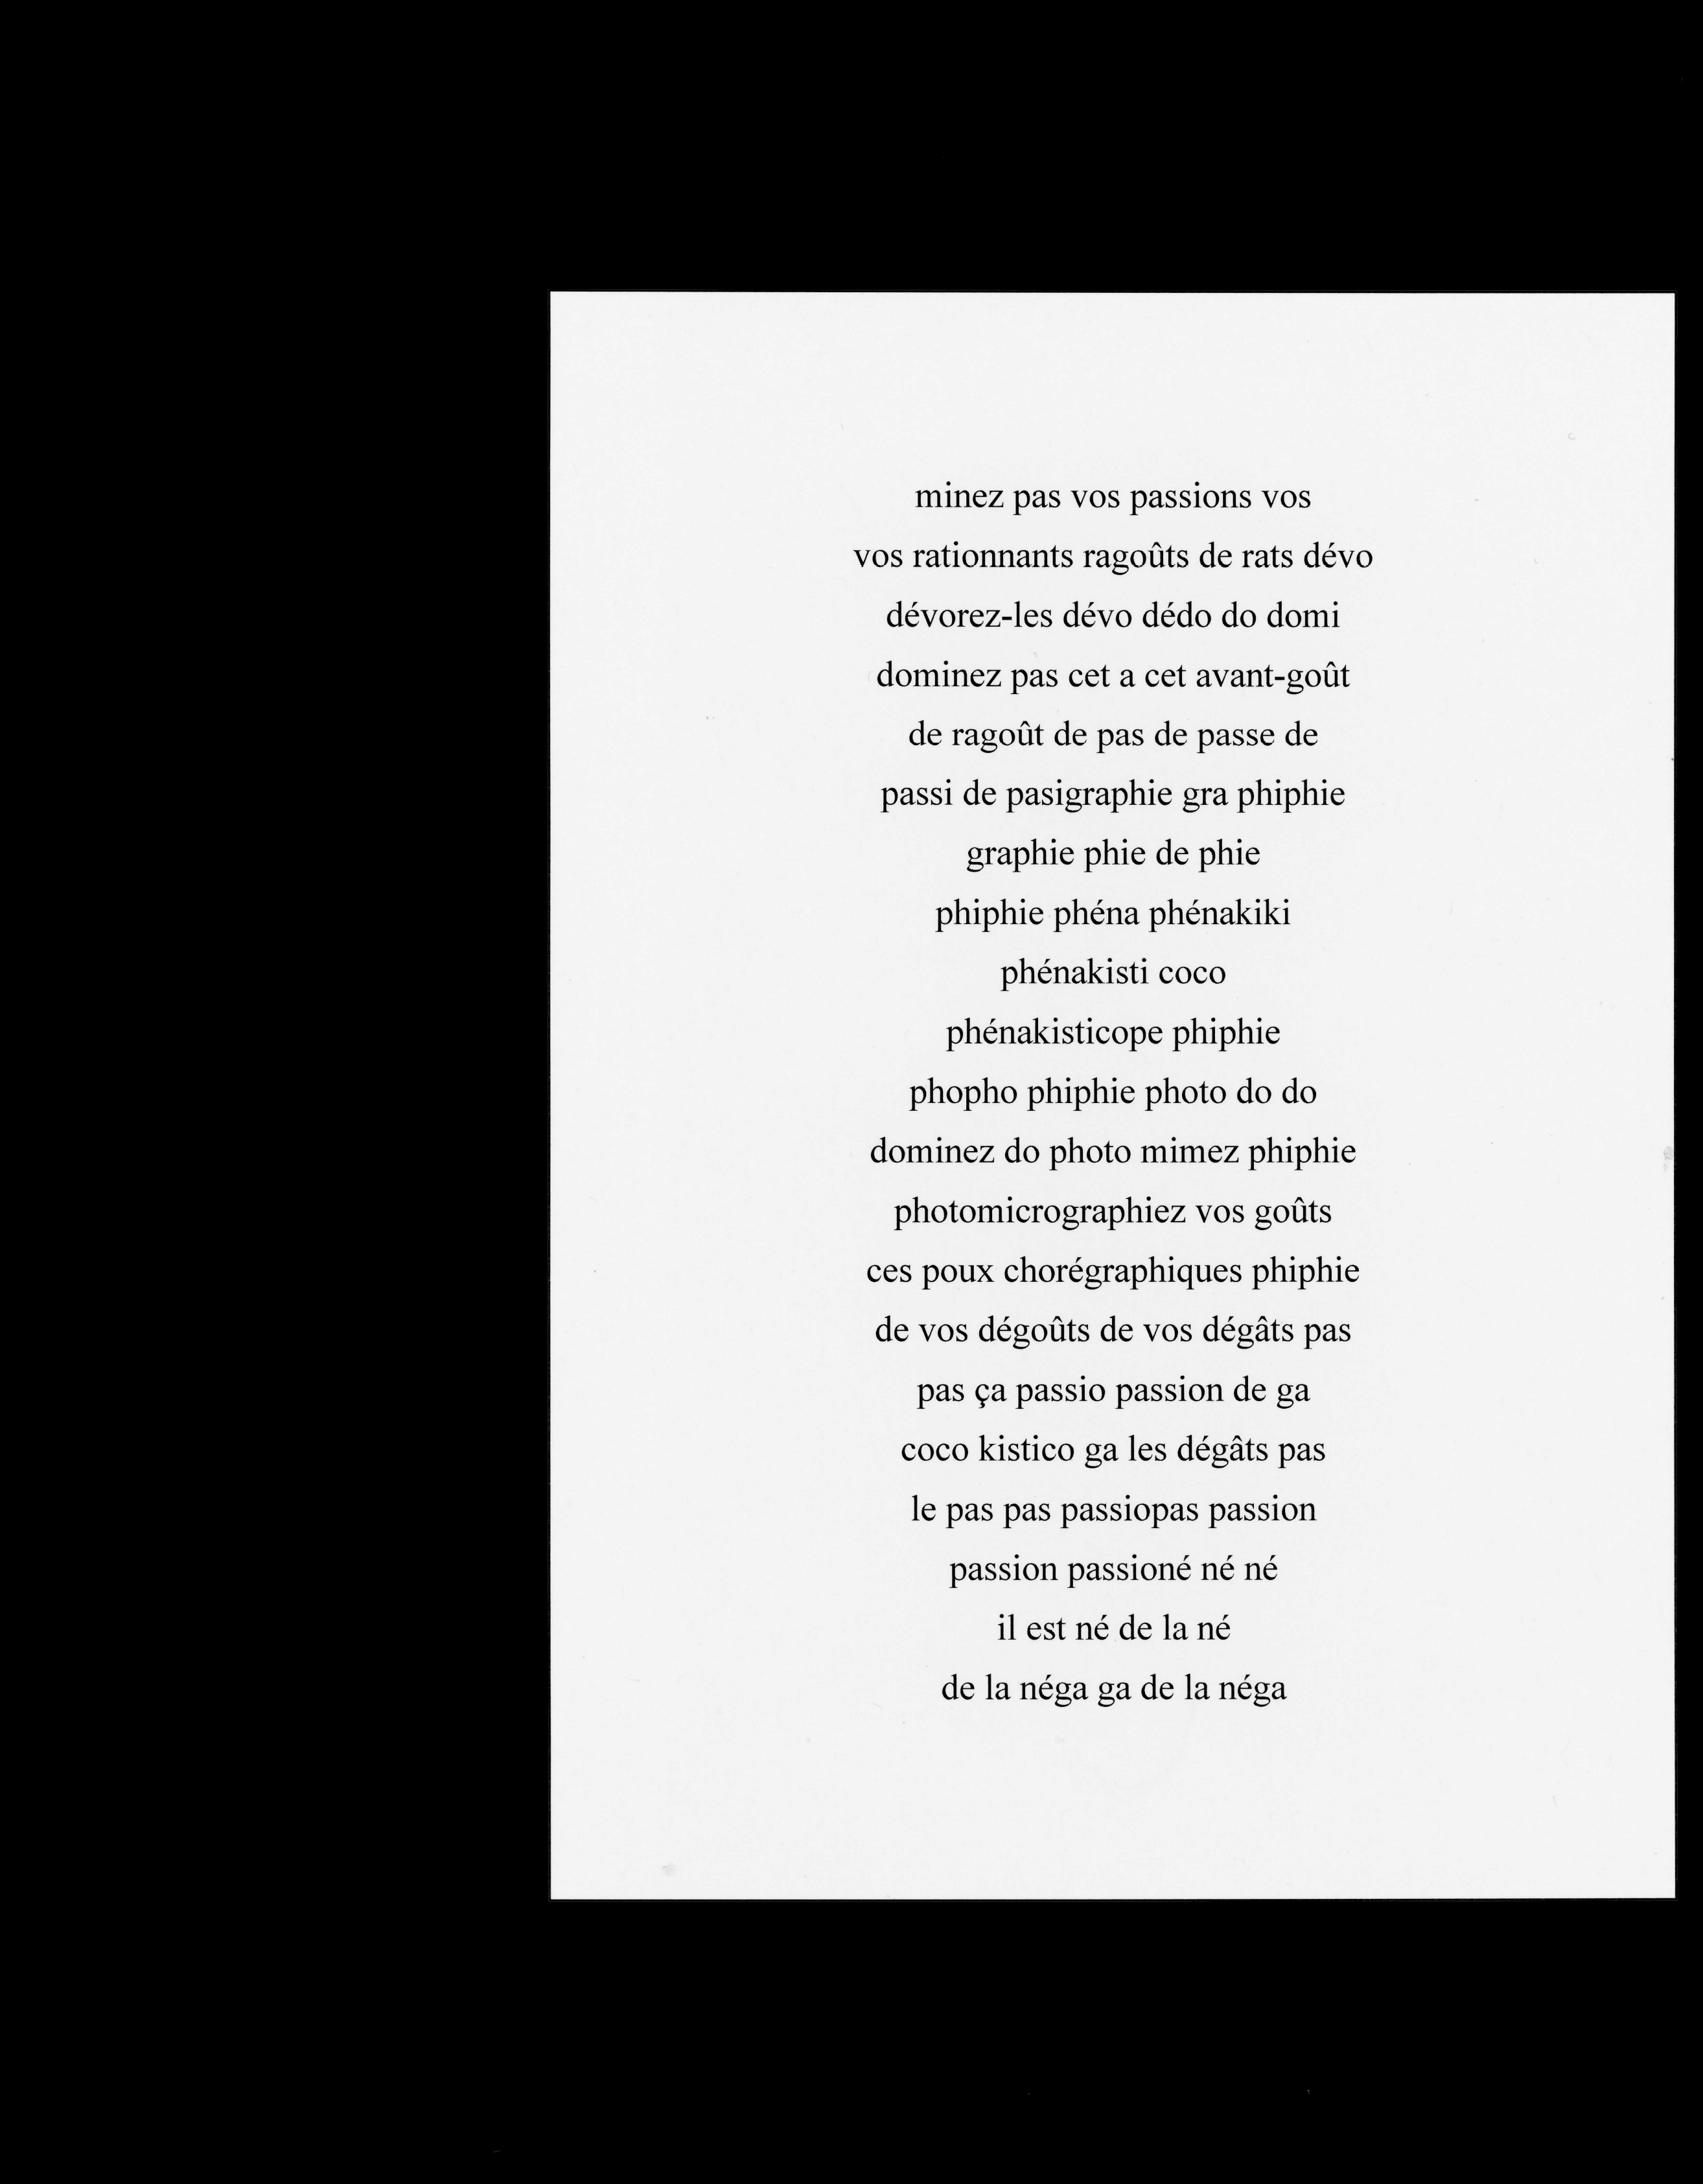 minez pas vos passions vos
vos rationnants ragoûts de rats dévo
dévorez-les dévo dédo do domi
dominez pas cet a cet avant-goût
de ragoût de pas de passe de
passi de pasigraphie gra phiphie
graphie phie de phie
phiphie phéna phénakiki
phénakisti coco
phénakisticope phiphie
phopho phiphie photo do do
dominez do photo mimez phiphie
photomicrographiez vos goûts
ces poux chorégraphiques phiphie
de vos dégoûts de vos dégâts pas
pas ça passio passion de ga
coco kistico ga les dégâts pas
le pas pas passiopas passion
passion passioné né né
il est né de la né
de la néga ga de la néga